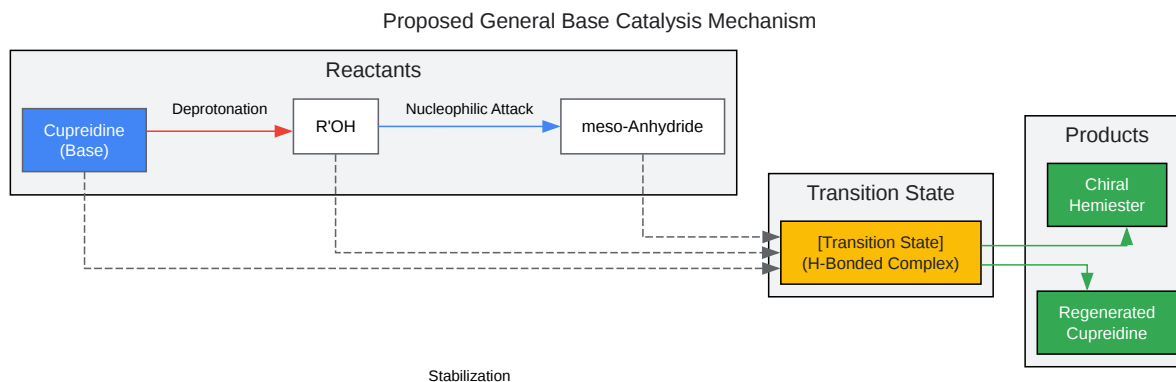 Proposed General Base Catalysis Mechanism
Reactants
Deprotonation
Nucleophilic Attack
Cupreidine
(Base)
R'OH
meso-Anhydride
Products
Chiral
Hemiester
Transition State
[Transition State]
(H-Bonded Complex)
Regenerated
Cupreidine
Stabilization